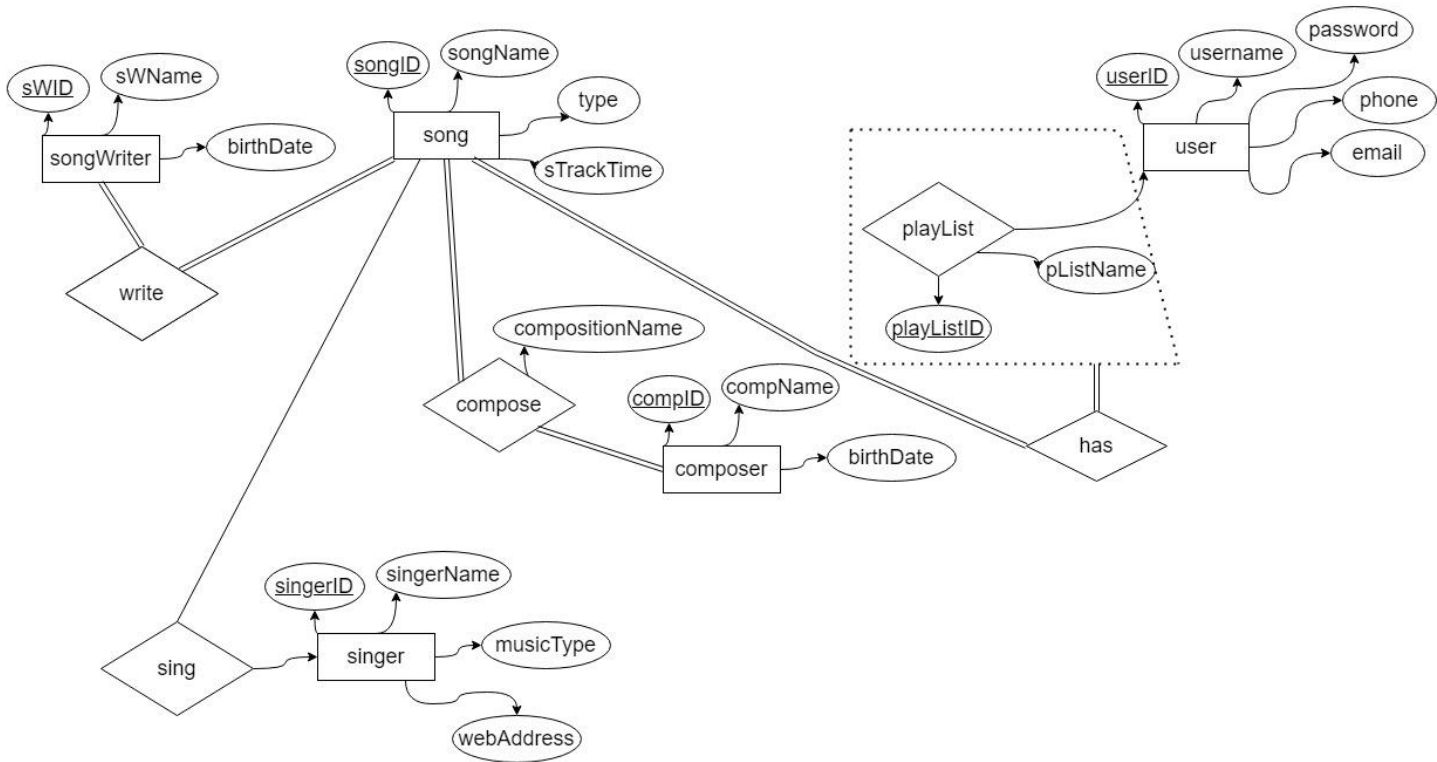 password
songName
username
songID
sWName
userID
sWID
type
phone
song
birthDate
songWriter
user
email
sTrackTime
playList
pListName
write
compositionName
playListID
compName
compID
compose
has
birthDate
composer
singerName
singerID
musicType
singer
sing
webAddress